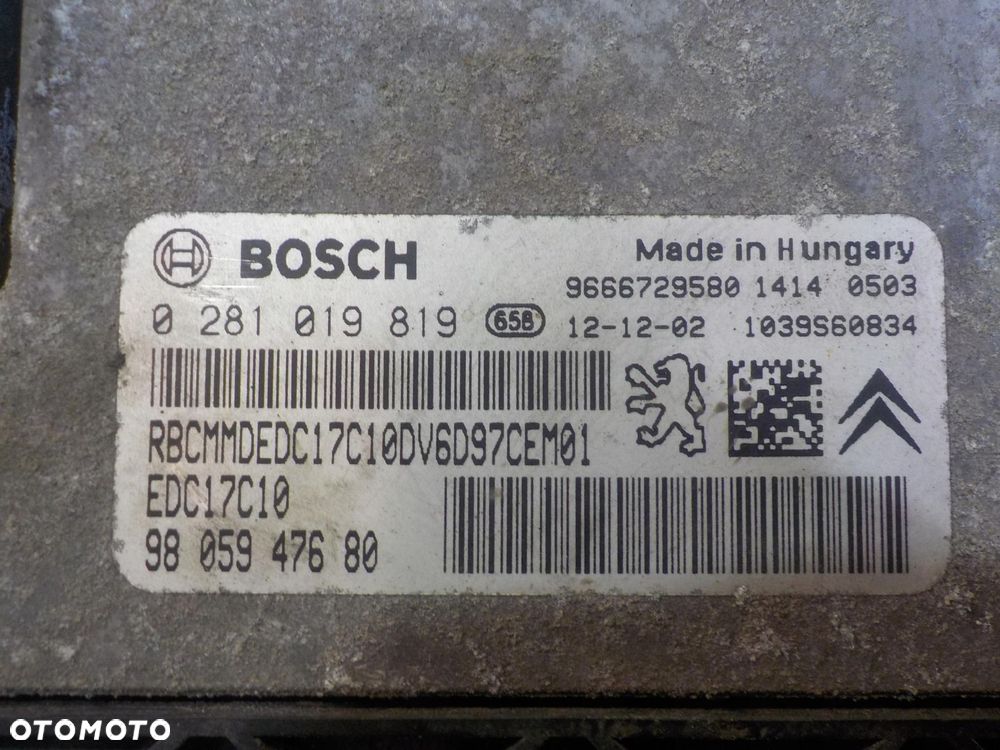 BOSCH
Made in Hungary
9666729580 1414 0503
0 281 019 819 658 12-12-02 1039S60834
RBCMMDEDC17C10DV6D97CEM01
EDC17C10
98 059 476 80
OTOMOTO